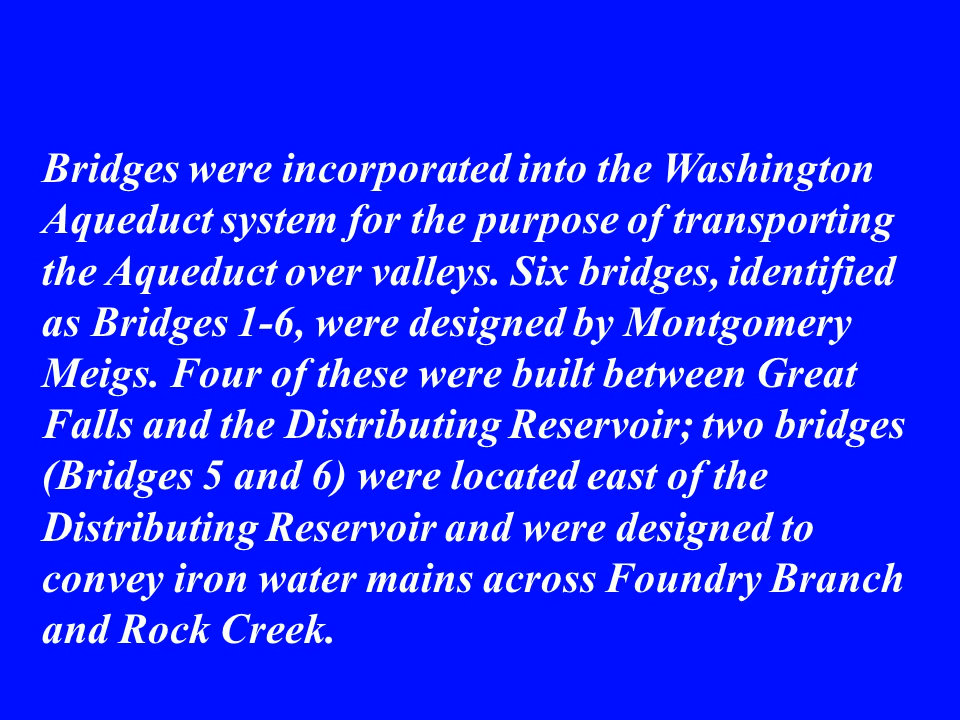 Bridges were incorporated into the Washington
Aqueduct system for the purpose of transporting
the Aqueduct over valleys. Six bridges, identified
as Bridges 1-6, were designed by Montgomery
Meigs. Four of these were built between Great
Falls and the Distributing Reservoir; two bridges
(Bridges 5 and 6) were located east of the
Distributing Reservoir and were designed to
convey iron water mains across Foundry Branch
and Rock Creek.